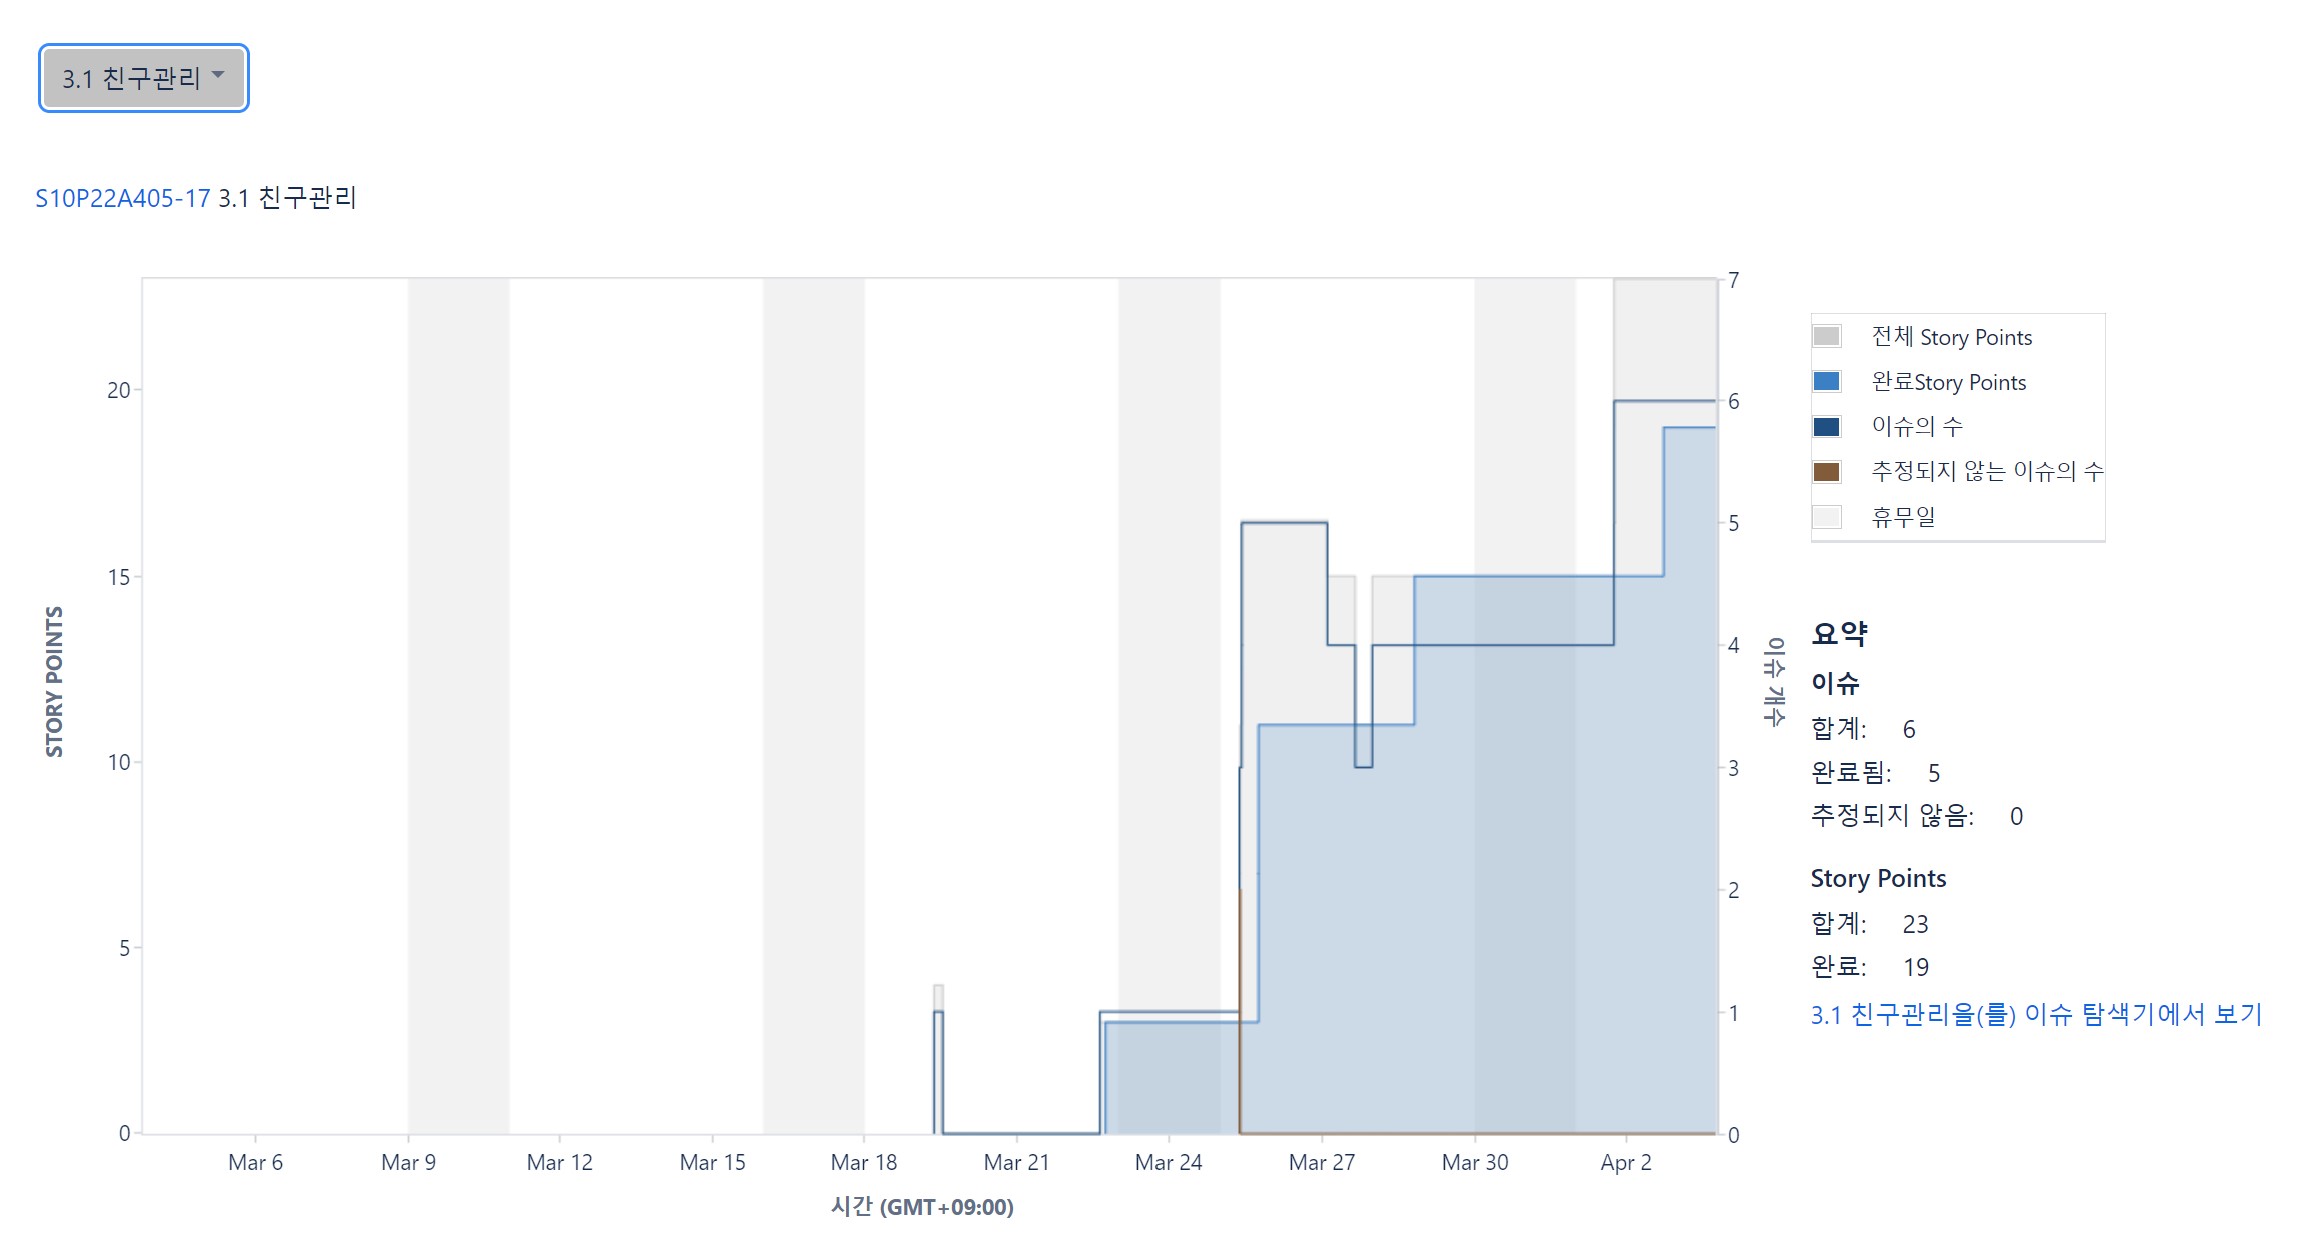 3.1 친구관리
S10P22A405-17 3.1 친구관리
STORY POINTS
20
15
10
5
0
7
6
5
4
3
2
1
0
이슈 개수
Mar 6 Mar 9 Mar 12 Mar 15 Mar 18 Mar 21 Mar 24 Mar 27 Mar 30 Apr 2
시간 (GMT+09:00)
전체 Story Points
완료Story Points
이슈의 수
추정되지 않는 이슈의 수
휴무일
요약
이슈
합계: 6
완료됨: 5
추정되지 않음: 0
Story Points
합계: 23
완료: 19
3.1 친구관리을(를) 이슈 탐색기에서 보기